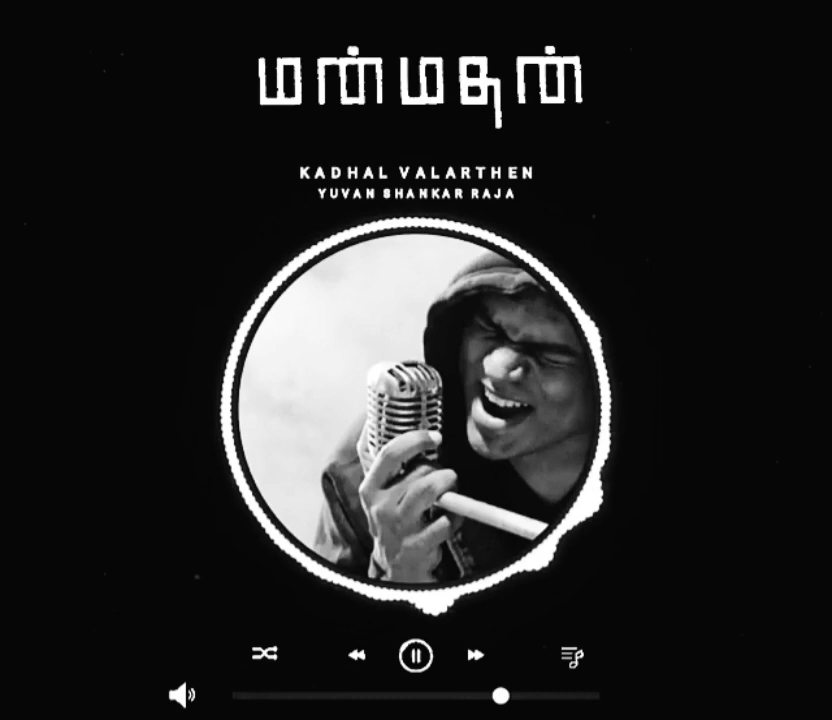 மன்மதன்
KADHAL VALARTHEN
YUVAN SHANKAR RAJA